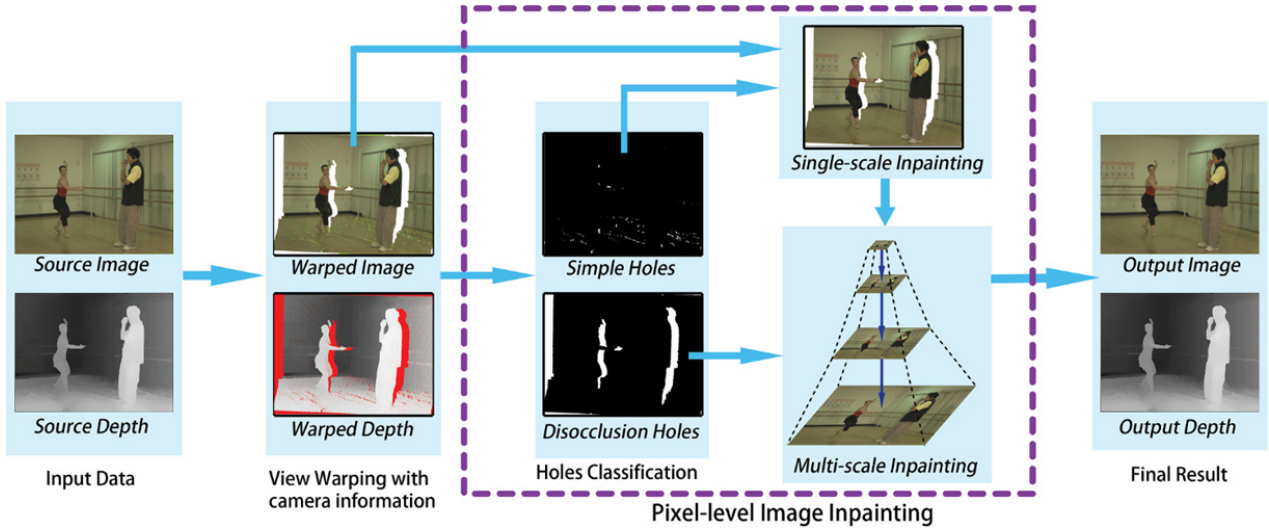 Source Image
Source Depth
Input Data
Warped Image
Warped Depth
View Warping with
camera information
Simple Holes
Disocclusion Holes
Holes Classification
Single-scale Inpainting
Multi-scale Inpainting
Pixel-level Image Inpainting
Output Image
Output Depth
Final Result